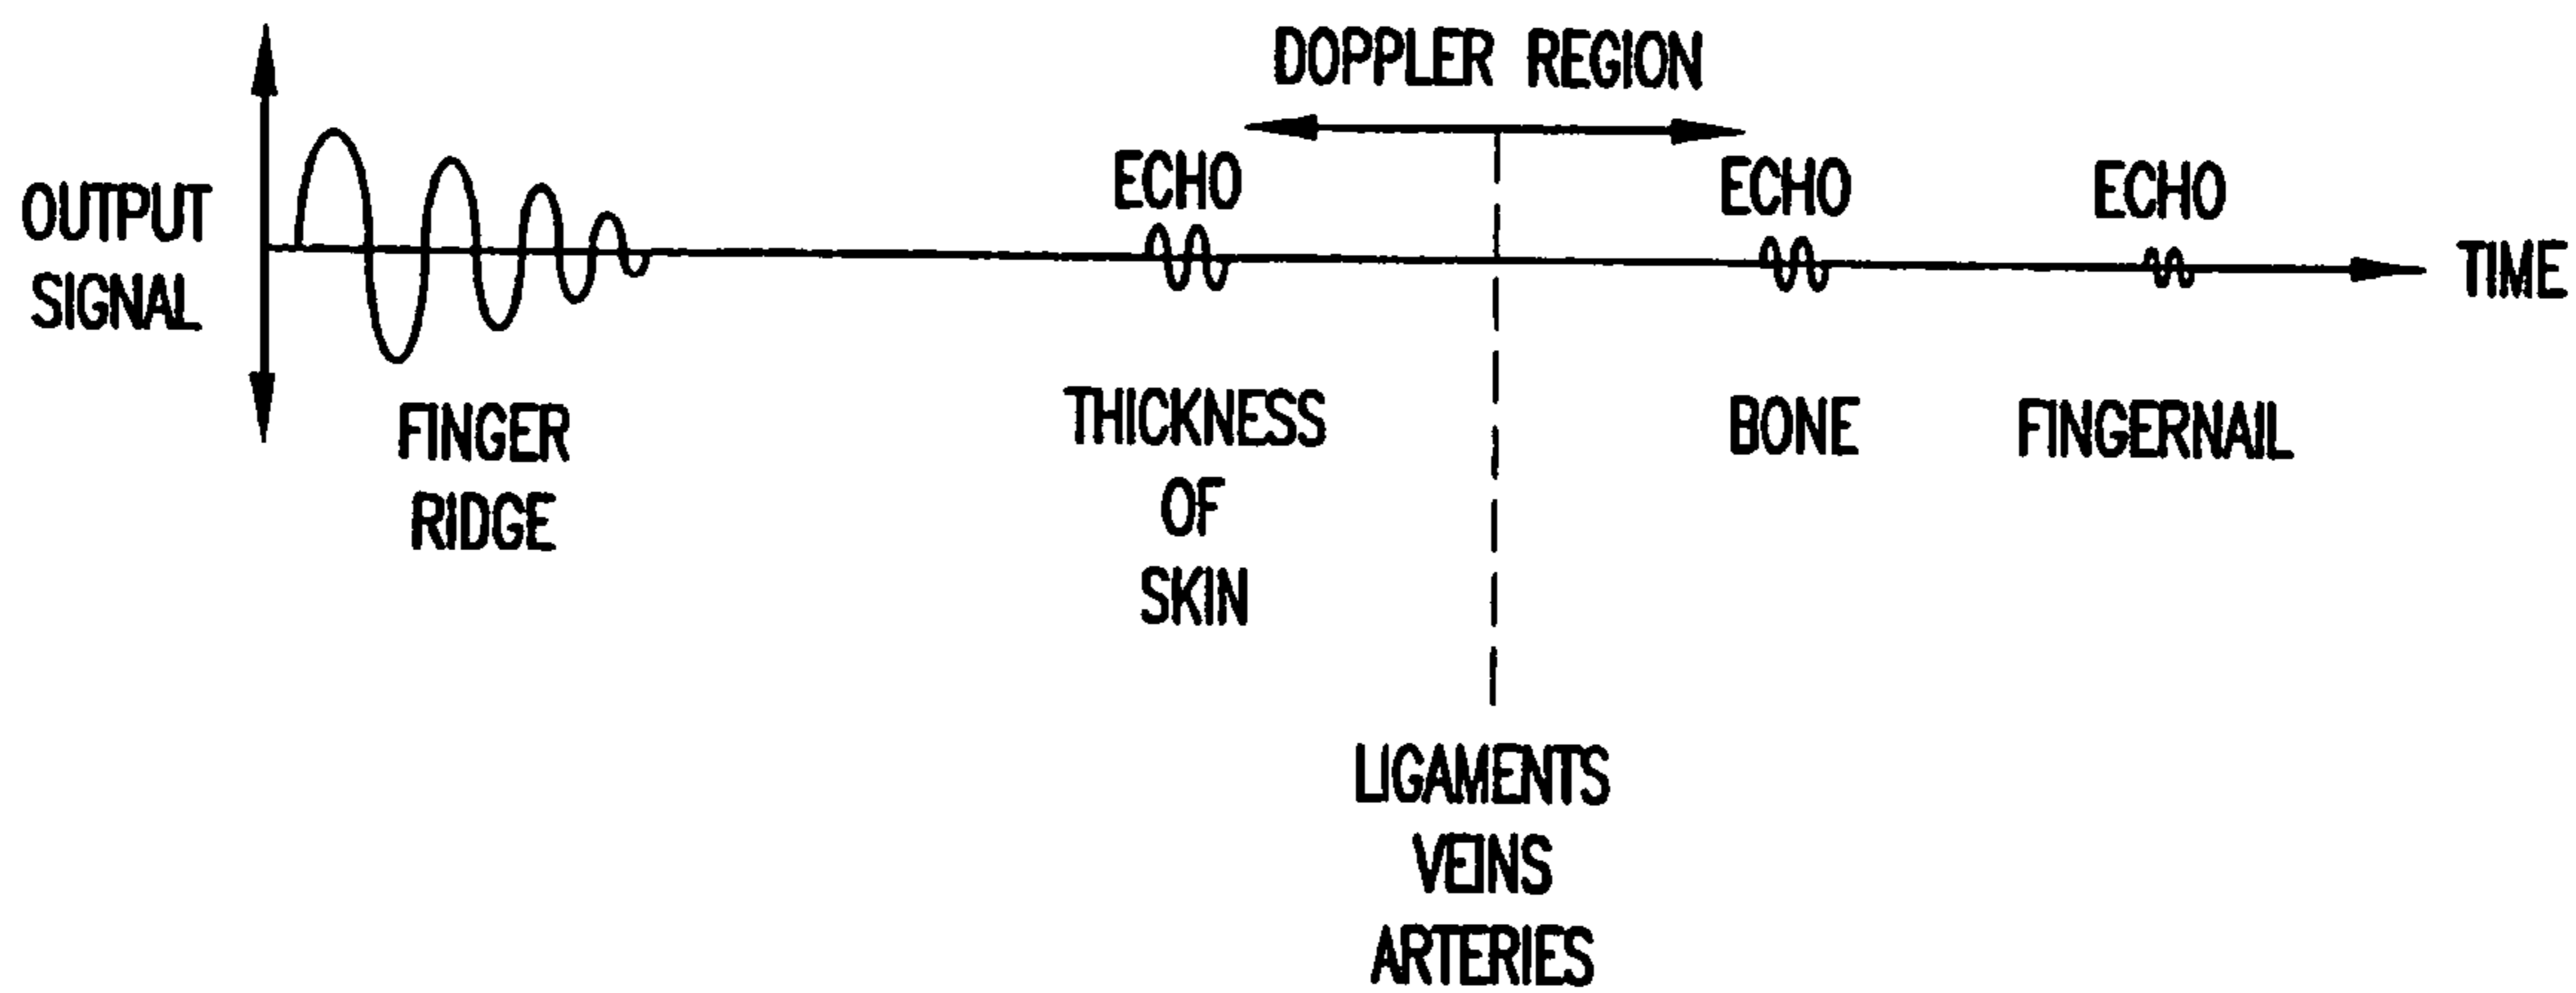 DOPPLER REGION
ECHO
ECHO
ECHO
OUTPUT
SIGNAL
TIME
FINGER
RIDGE
THICKNESS
OF
SKIN
BONE
FINGERNAIL
LIGAMENTS
VEINS
ARTERIES